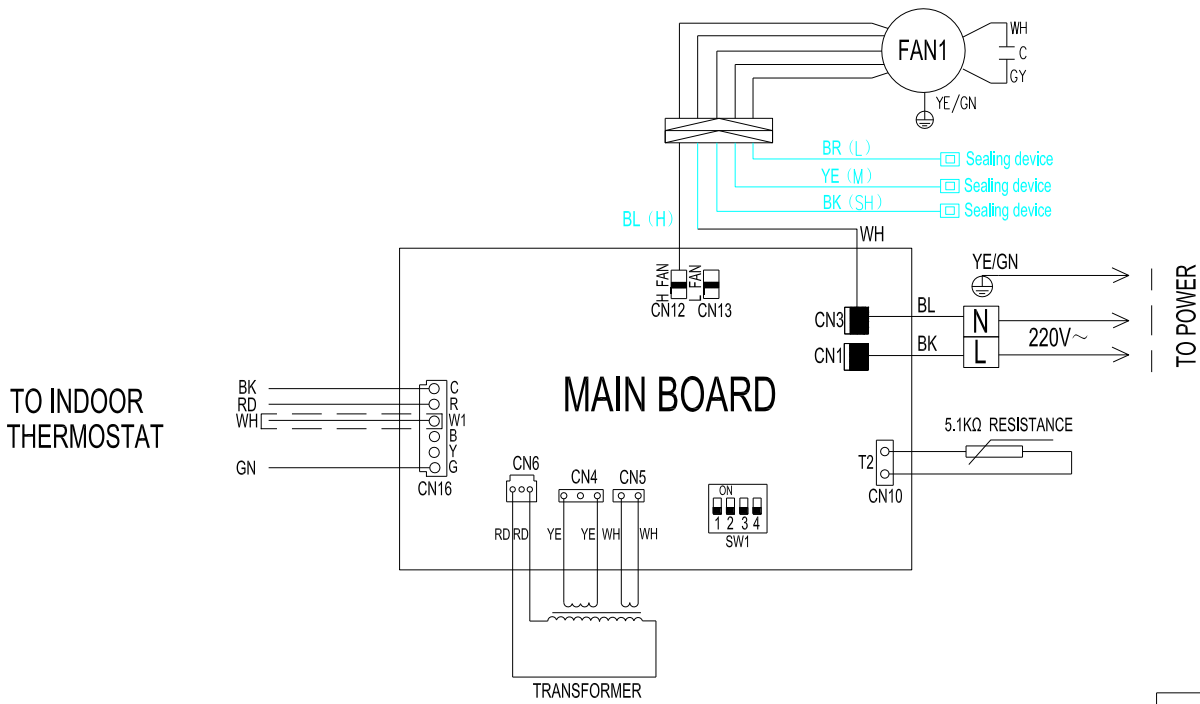 WH
FAN1
C
GY
YE/GN
BR (L)
Sealing device
YE (M)
Sealing device
BK (SH)
Sealing device
BL (H)
WH
H_FAN
L_FAN
CN12
CN13
YE/GN
TO POWER
CN3
BL
N
220V~
CN1
BK
L
MAIN BOARD
TO INDOOR
THERMOSTAT
BK
C
RD
R
WH
W1
B
Y
GN
G
CN16
5.1KΩ RESISTANCE
T2
CN10
CN6
CN4
CN5
ON
1 2 3 4
SW1
RD
RD
YE
YE
WH
WH
TRANSFORMER